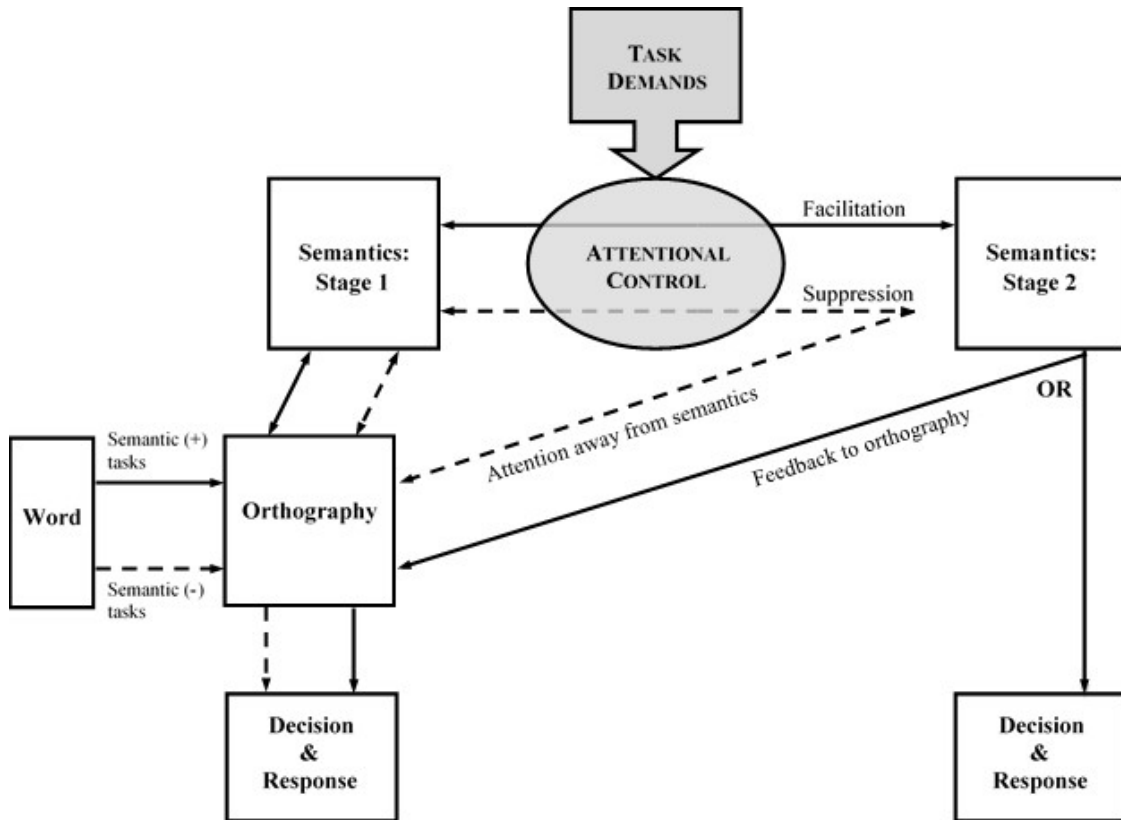 TASK
DEMANDS
Facilitation
Semantics:
Stage 1
ATTENTIONAL
CONTROL
Semantics:
Stage 2
Suppression
OR
Attention away from semantics
Feedback to orthography
Semantic (+)
tasks
Word
Orthography
Semantic (-)
tasks
Decision
&
Response
Decision
&
Response